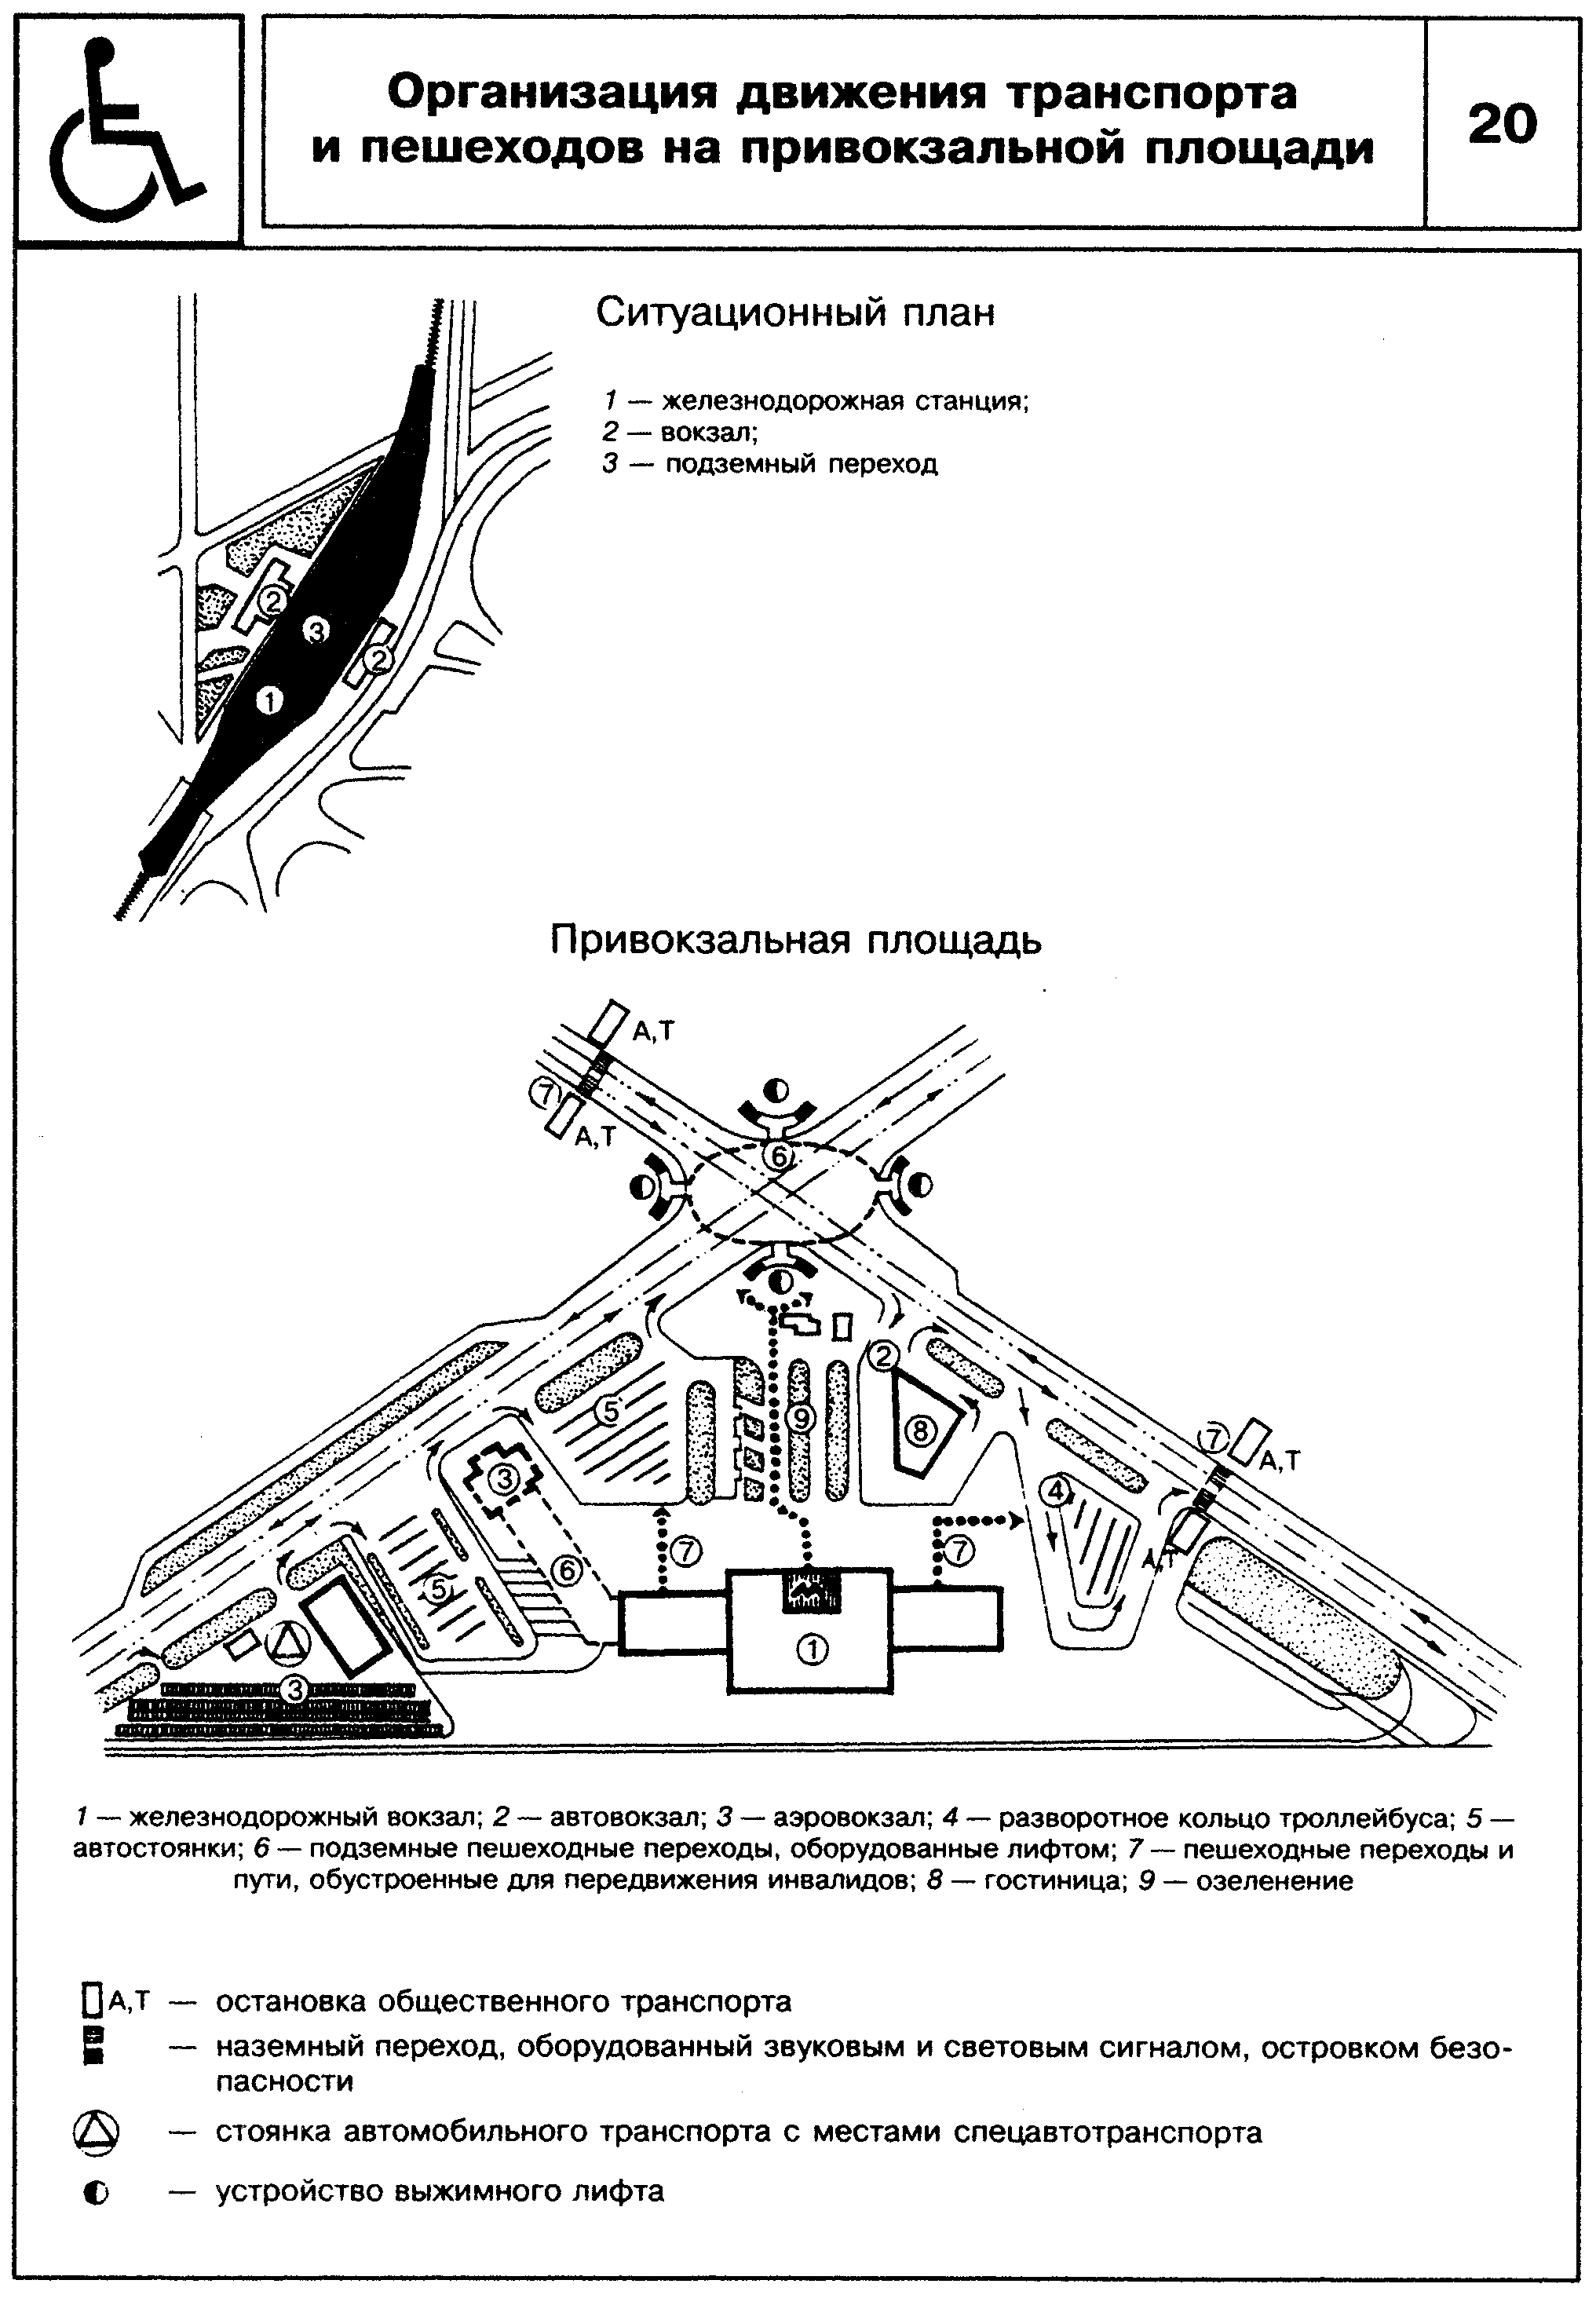 Организация движения транспорта
и пешеходов на привокзальной площади
20
Ситуационный план
1 — железнодорожная станция;
2 — вокзал;
3 — подземный переход
2
3
2
1
Привокзальная площадь
А,Т
7
А,Т
6
2
5
9
8
7
А,Т
3
4
7
7
А,Т
5
6
1
3
1 — железнодорожный вокзал; 2 — автовокзал; 3 — аэровокзал; 4 — разворотное кольцо троллейбуса; 5 —
автостоянки; 6 — подземные пешеходные переходы, оборудованные лифтом; 7 — пешеходные переходы и
пути, обустроенные для передвижения инвалидов; 8 — гостиница; 9 — озеленение
А,Т — остановка общественного транспорта
— наземный переход, оборудованный звуковым и световым сигналом, островком безо-
пасности
— стоянка автомобильного транспорта с местами спецавтотранспорта
— устройство выжимного лифта